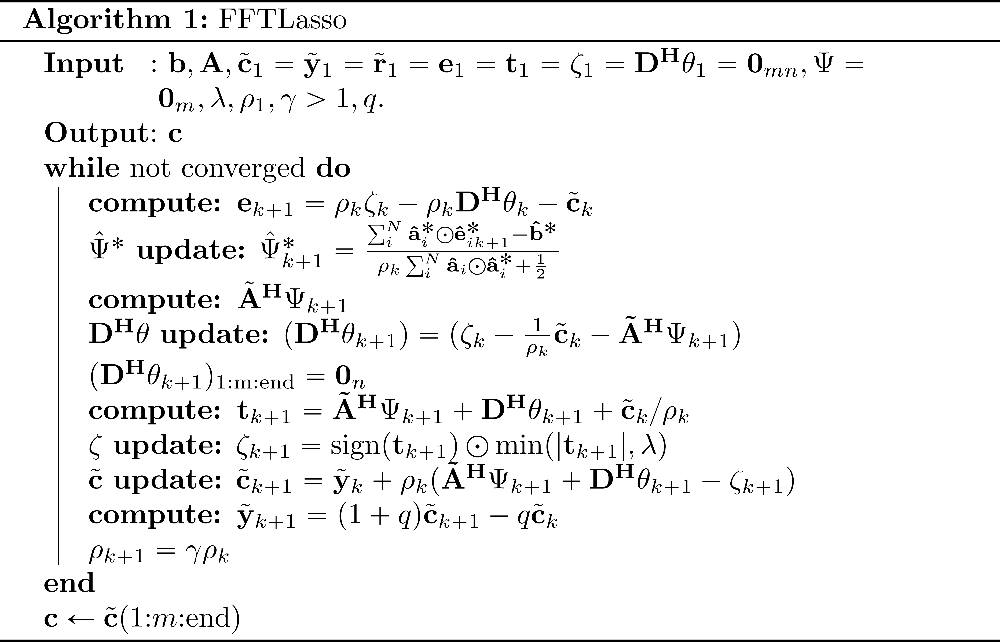 Algorithm 1: FFTLasso
Input : $\mathbf{b}, \mathbf{A}, \tilde{\mathbf{c}}_1 = \tilde{\mathbf{y}}_1 = \tilde{\mathbf{r}}_1 = \mathbf{e}_1 = \mathbf{t}_1 = \zeta_1 = \mathbf{D}^{\mathbf{H}}\theta_1 = \mathbf{0}_{mn}, \Psi =$
$\mathbf{0}_m, \lambda, \rho_1, \gamma > 1, q.$
Output: $\mathbf{c}$
while not converged do
compute: $\mathbf{e}_{k+1} = \rho_k\zeta_k - \rho_k\mathbf{D}^{\mathbf{H}}\theta_k - \tilde{\mathbf{c}}_k$
$\hat{\Psi}^*$ update: $\hat{\Psi}^*_{k+1} = \frac{\sum_i^N \hat{\mathbf{a}}_i^* \odot \hat{\mathbf{e}}^*_{ik+1} - \hat{\mathbf{b}}^*}{\rho_k \sum_i^N \hat{\mathbf{a}}_i \odot \hat{\mathbf{a}}_i^* + \frac{1}{2}}$
compute: $\tilde{\mathbf{A}}^{\mathbf{H}}\Psi_{k+1}$
$\mathbf{D}^{\mathbf{H}}\theta$ update: $(\mathbf{D}^{\mathbf{H}}\theta_{k+1}) = (\zeta_k - \frac{1}{\rho_k}\tilde{\mathbf{c}}_k - \tilde{\mathbf{A}}^{\mathbf{H}}\Psi_{k+1})$
$(\mathbf{D}^{\mathbf{H}}\theta_{k+1})_{1:\mathrm{m}:\mathrm{end}} = \mathbf{0}_n$
compute: $\mathbf{t}_{k+1} = \tilde{\mathbf{A}}^{\mathbf{H}}\Psi_{k+1} + \mathbf{D}^{\mathbf{H}}\theta_{k+1} + \tilde{\mathbf{c}}_k/\rho_k$
$\zeta$ update: $\zeta_{k+1} = \mathrm{sign}(\mathbf{t}_{k+1}) \odot \min(|\mathbf{t}_{k+1}|, \lambda)$
$\tilde{\mathbf{c}}$ update: $\tilde{\mathbf{c}}_{k+1} = \tilde{\mathbf{y}}_k + \rho_k(\tilde{\mathbf{A}}^{\mathbf{H}}\Psi_{k+1} + \mathbf{D}^{\mathbf{H}}\theta_{k+1} - \zeta_{k+1})$
compute: $\tilde{\mathbf{y}}_{k+1} = (1 + q)\tilde{\mathbf{c}}_{k+1} - q\tilde{\mathbf{c}}_k$
$\rho_{k+1} = \gamma\rho_k$
end
$\mathbf{c} \leftarrow \tilde{\mathbf{c}}(1{:}m{:}\mathrm{end})$